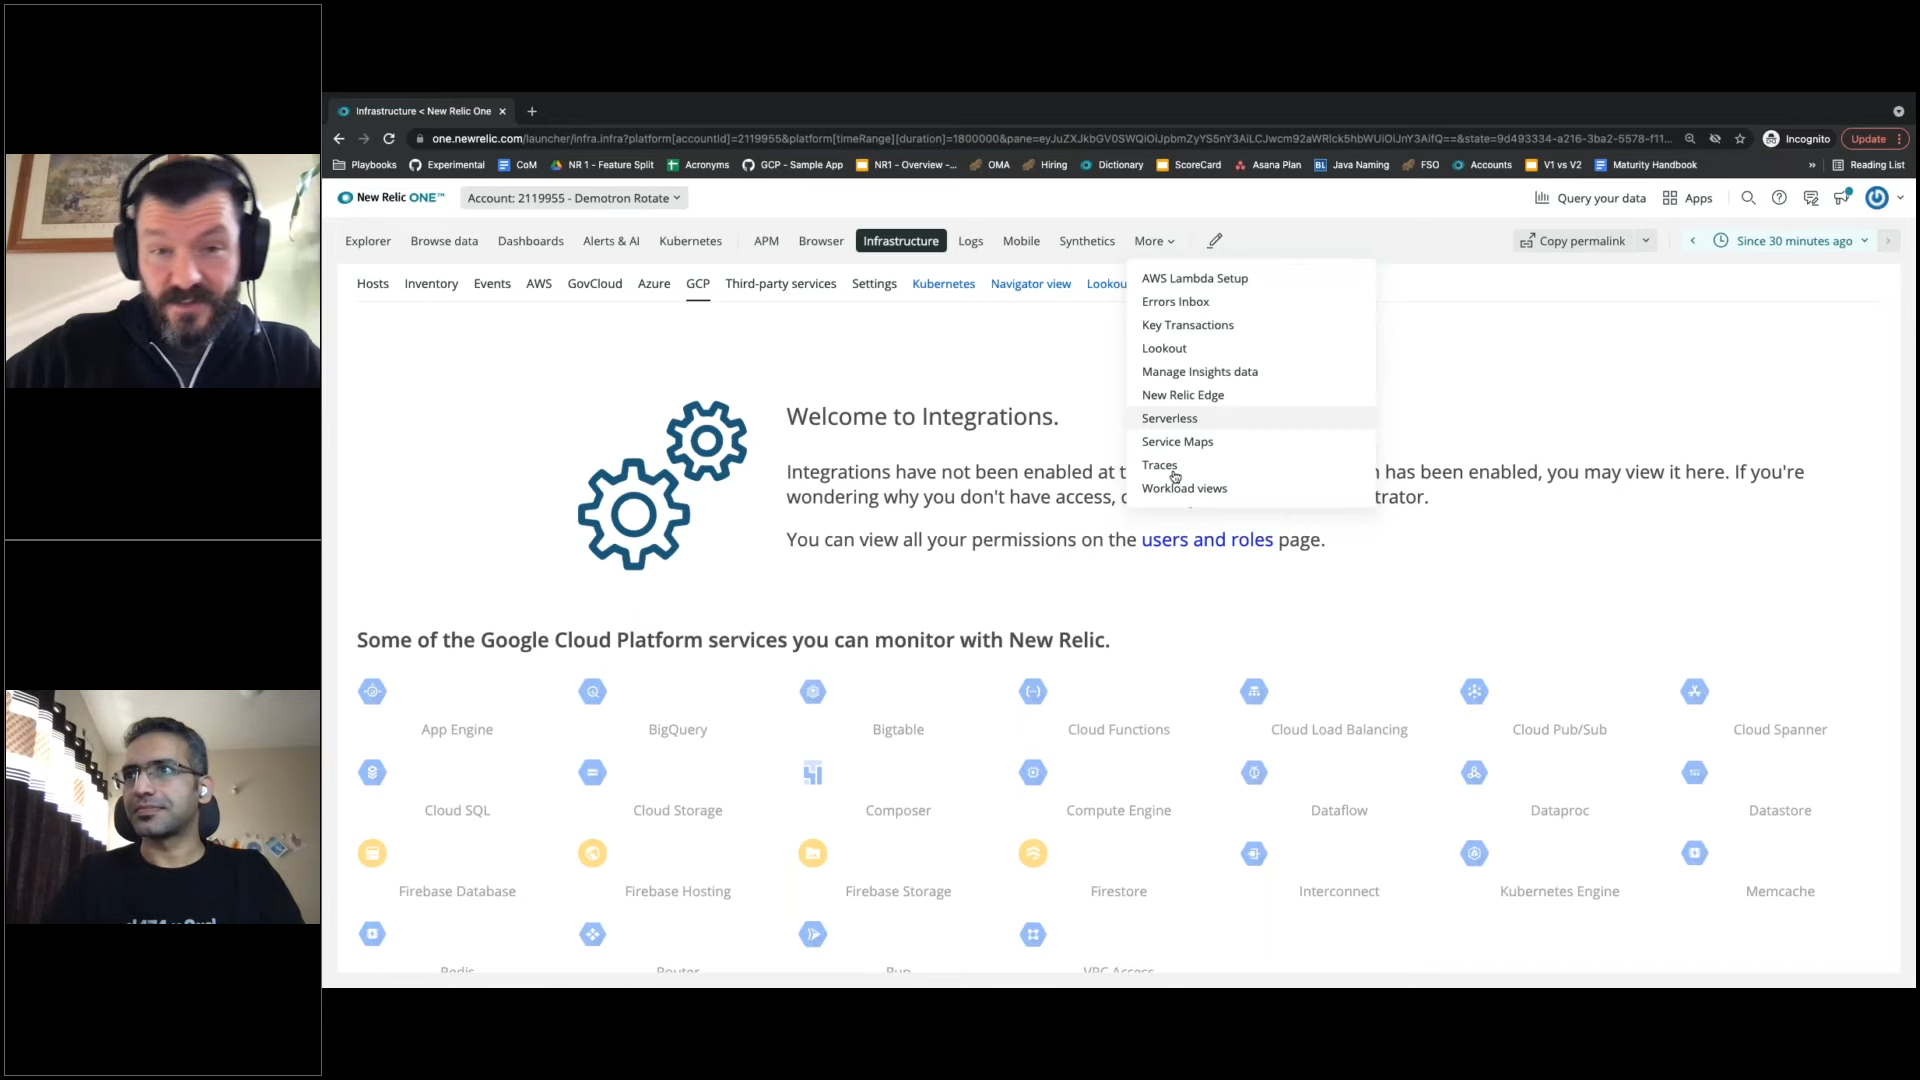 Infrastructure < New Relic One
one.newrelic.com/launcher/infra.infra?platform[accountId]=2119955&platform[timeRange][duration]=1800000&pane=eyJuZXJkbGV0SWQiOiJpbmZyYS5nY3AiLCJwcm92aWRlck5hbWUiOiJnY3AifQ==&state=9d493334-a216-3ba2-5578-f11...
Incognito
Update
Playbooks Experimental CoM NR 1 - Feature Split Acronyms GCP - Sample App NR1 - Overview -... OMA Hiring Dictionary ScoreCard Asana Plan Java Naming FSO Accounts V1 vs V2 Maturity Handbook » Reading List
New Relic ONE™
Account: 2119955 - Demotron Rotate
Query your data
Apps
Explorer Browse data Dashboards Alerts & AI Kubernetes APM Browser Infrastructure Logs Mobile Synthetics More
Copy permalink
Since 30 minutes ago
Hosts Inventory Events AWS GovCloud Azure GCP Third-party services Settings Kubernetes Navigator view Lookou
AWS Lambda Setup
Errors Inbox
Key Transactions
Lookout
Manage Insights data
New Relic Edge
Serverless
Service Maps
Traces
Workload views
Welcome to Integrations.
Integrations have not been enabled at t has been enabled, you may view it here. If you're
wondering why you don't have access, trator.
You can view all your permissions on the users and roles page.
Some of the Google Cloud Platform services you can monitor with New Relic.
App Engine BigQuery Bigtable Cloud Functions Cloud Load Balancing Cloud Pub/Sub Cloud Spanner
Cloud SQL Cloud Storage Composer Compute Engine Dataflow Dataproc Datastore
Firebase Database Firebase Hosting Firebase Storage Firestore Interconnect Kubernetes Engine Memcache
Redis Router Run VPC Access